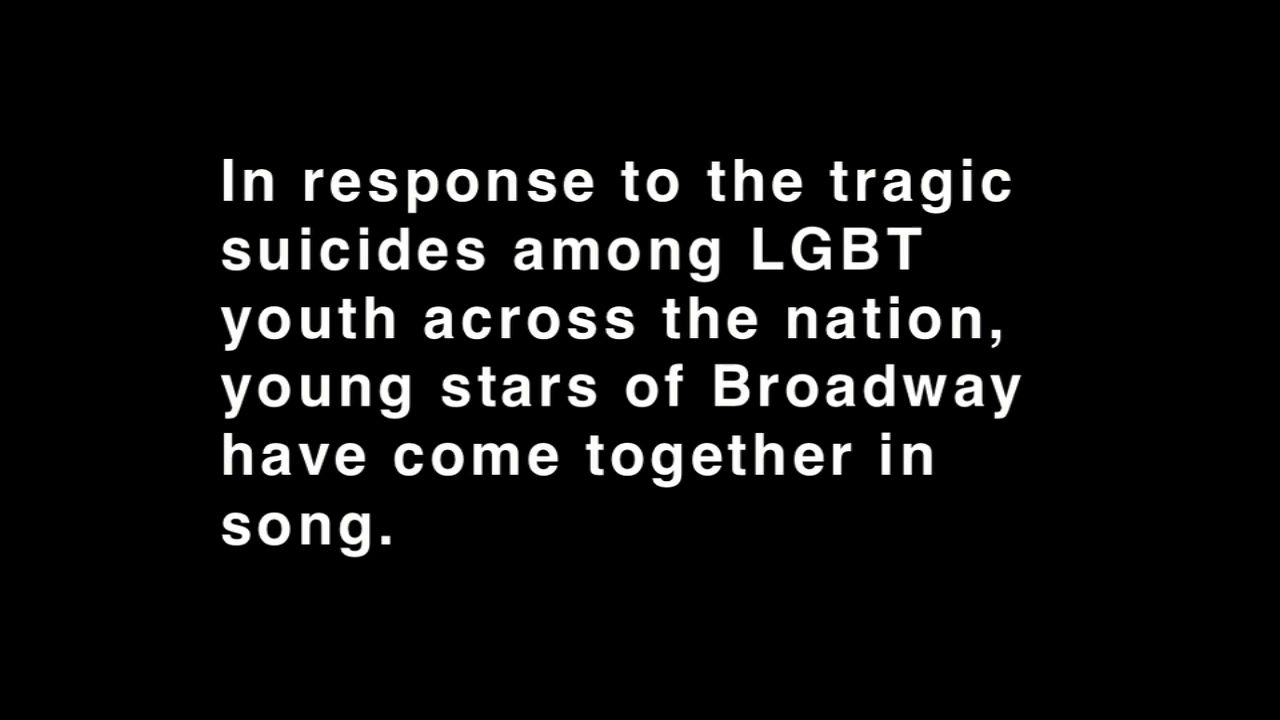 In response to the tragic
suicides among LGBT
youth across the nation,
young stars of Broadway
have come together in
song.